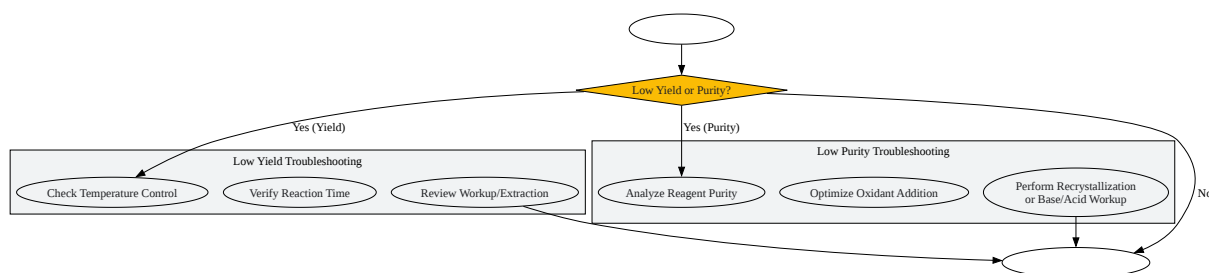 Low Yield or Purity?
Yes (Yield)
Yes (Purity)
Low Yield Troubleshooting
Low Purity Troubleshooting
Check Temperature Control
Verify Reaction Time
Review Workup/Extraction
Analyze Reagent Purity
Optimize Oxidant Addition
Perform Recrystallization
or Base/Acid Workup
No